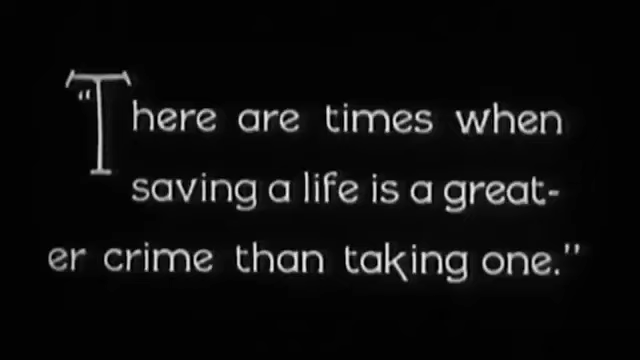 "There are times when
saving a life is a great-
er crime than taking one."